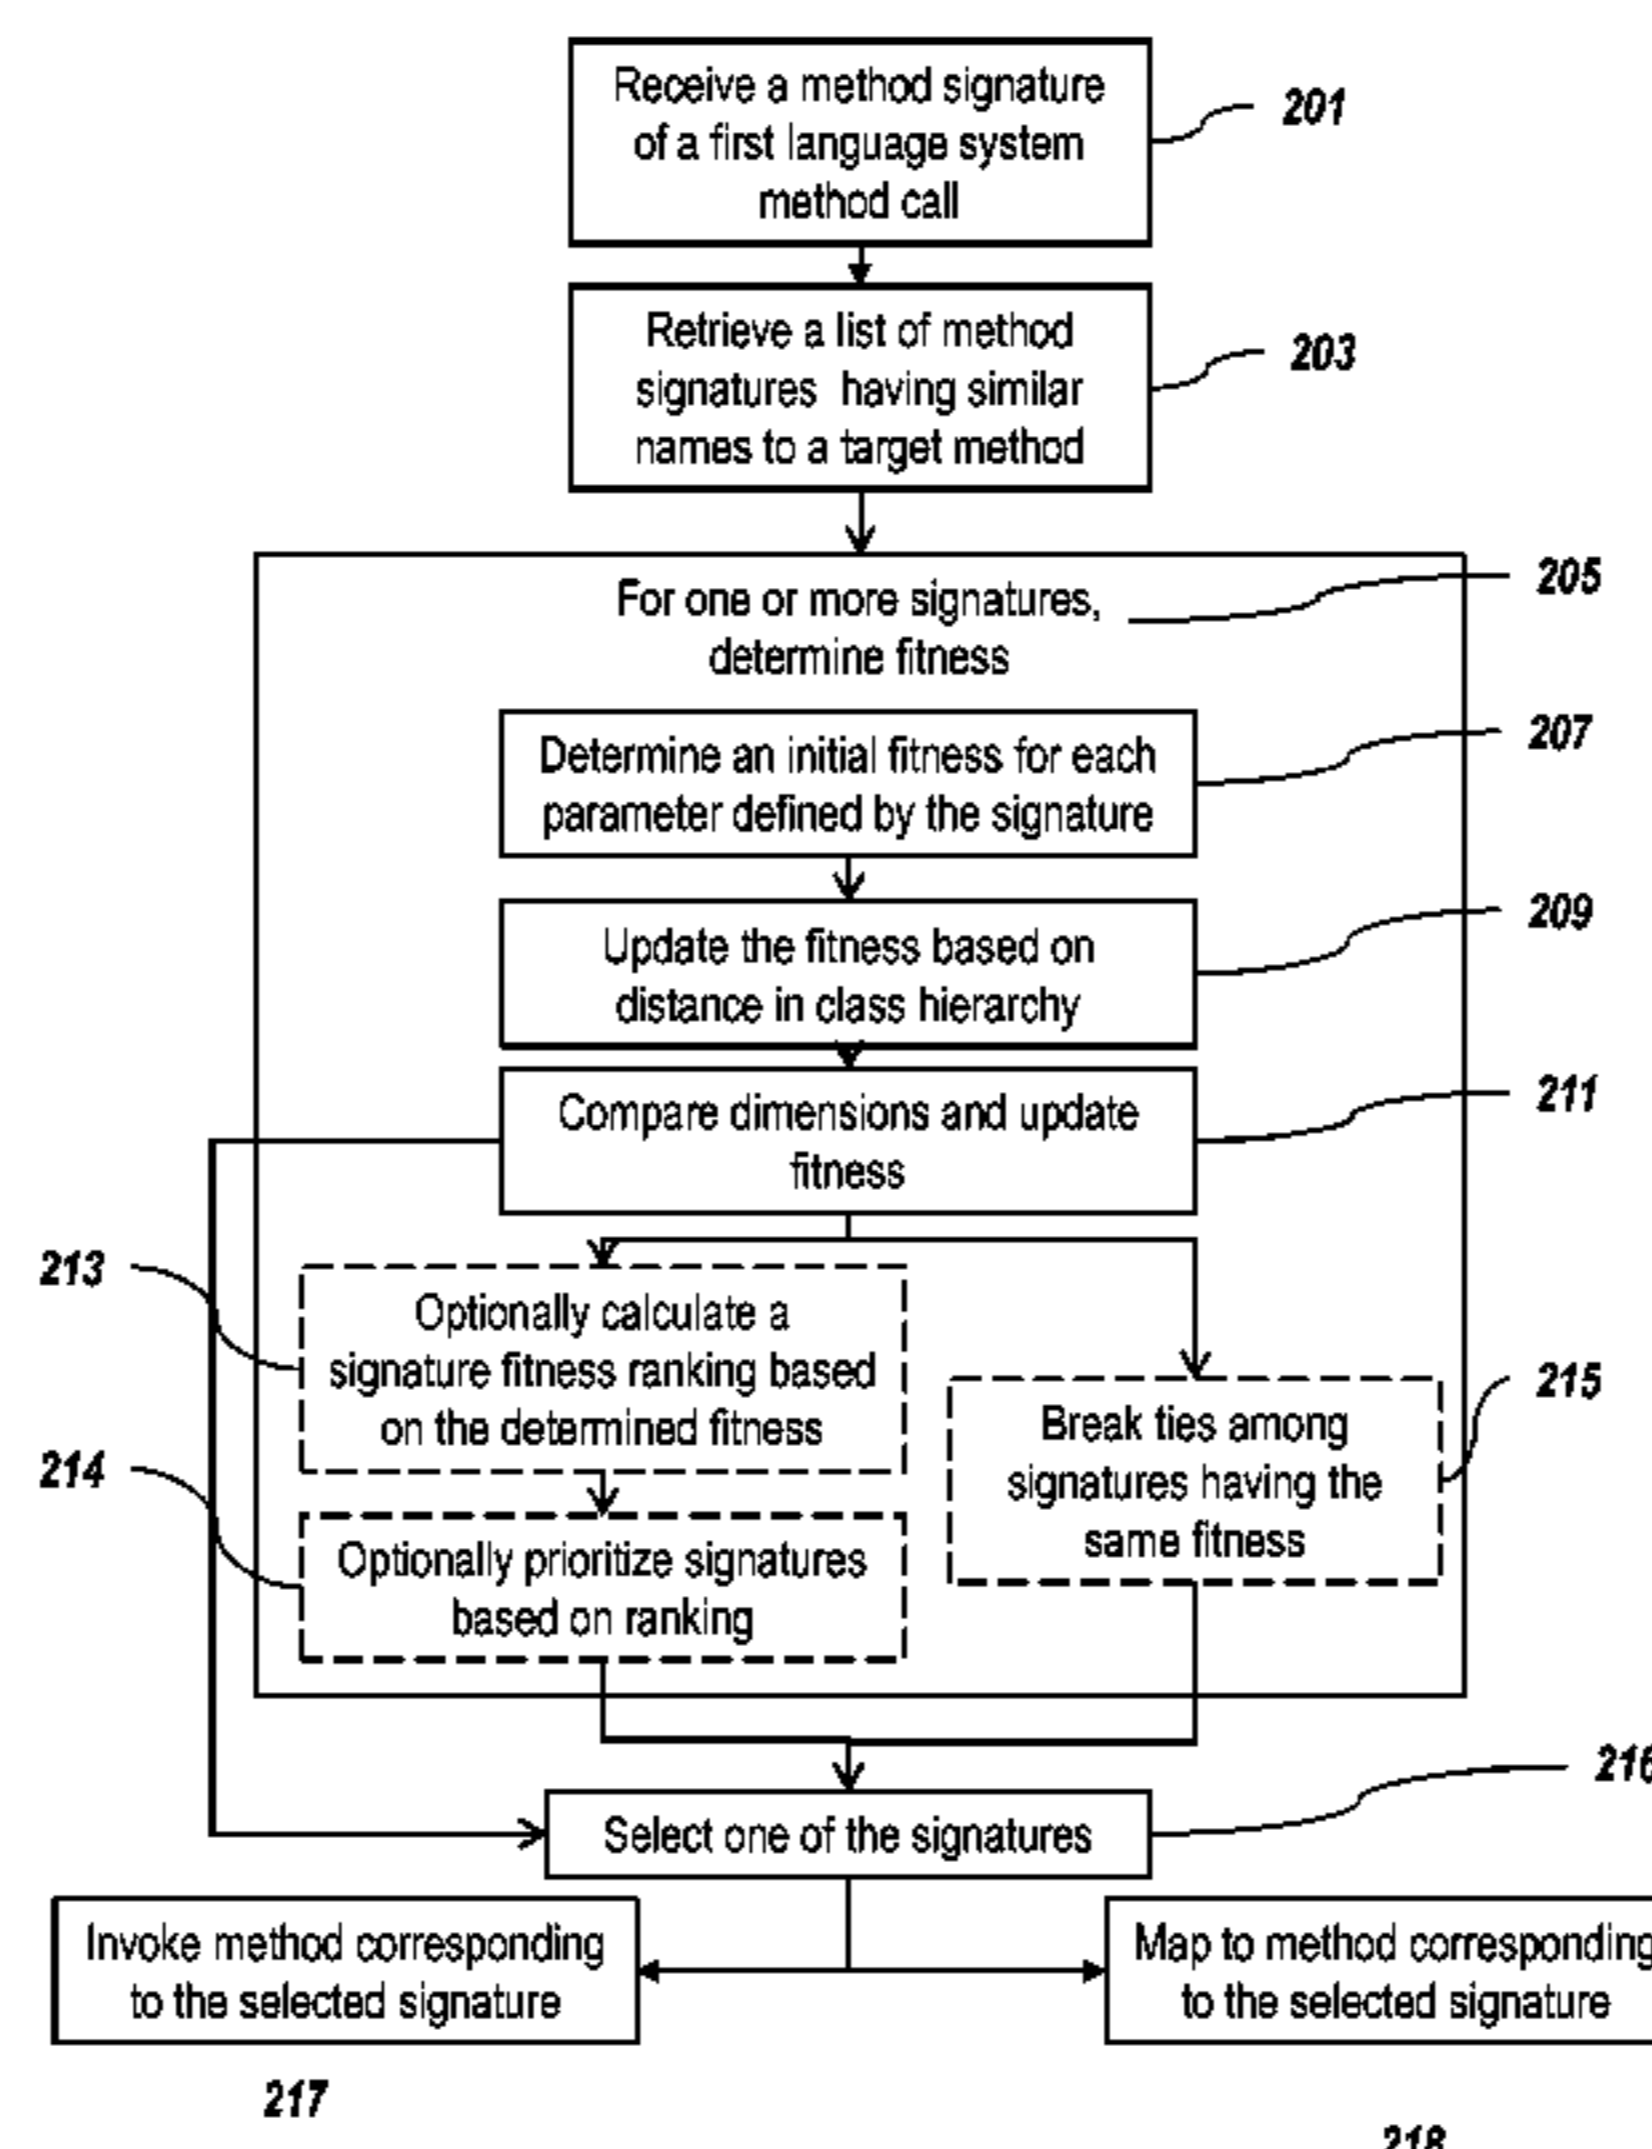 Receive a method signature
of a first language system
method call
201
Retrieve a list of method
signatures having similar
names to a target method
203
For one or more signatures,
determine fitness
205
Determine an initial fitness for each
parameter defined by the signature
207
Update the fitness based on
distance in class hierarchy
209
Compare dimensions and update
fitness
211
213
Optionally calculate a
signature fitness ranking based
on the determined fitness
214
Optionally prioritize signatures
based on ranking
Break ties among
signatures having the
same fitness
215
Select one of the signatures
216
Invoke method corresponding
to the selected signature
217
Map to method corresponding
to the selected signature
218